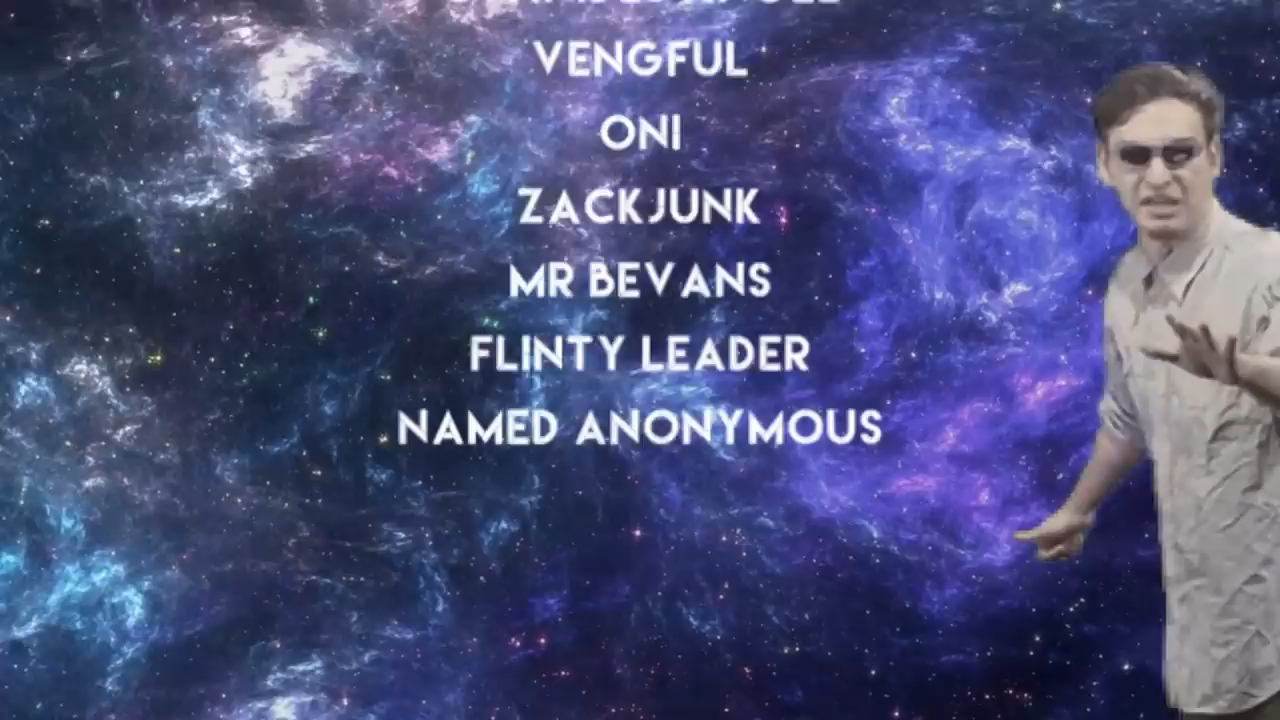 VENGFUL
ONI
ZACKJUNK
MR BEVANS
FLINTY LEADER
NAMED ANONYMOUS